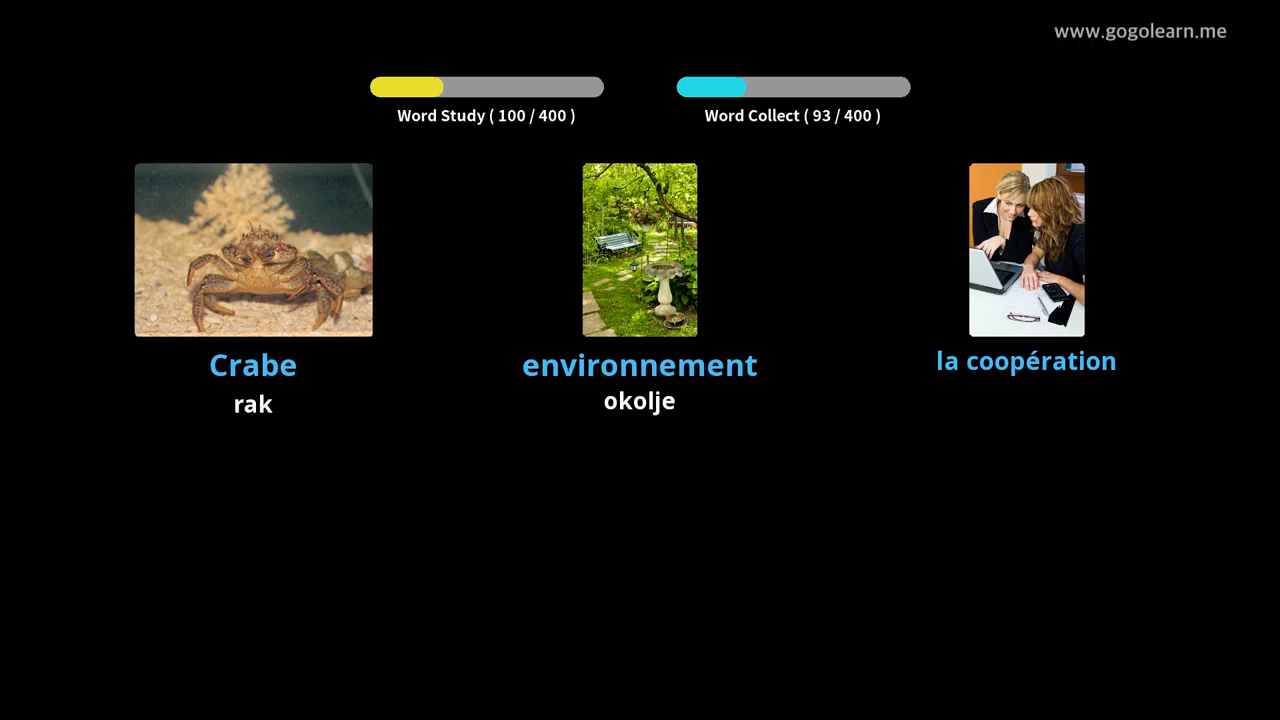 www.gogolearn.me
Word Study ( 100 / 400 )
Word Collect ( 93 / 400 )
Crabe
rak
environnement
okolje
la coopération